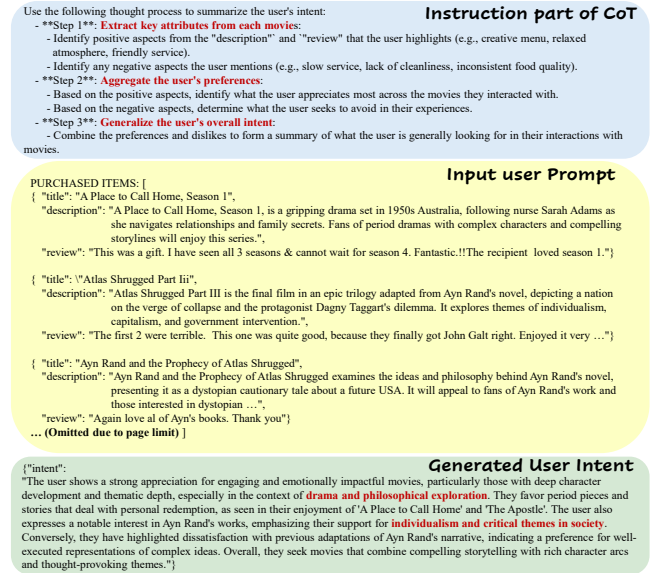 Instruction part of CoT
Use the following thought process to summarize the user's intent:
- **Step 1**: Extract key attributes from each movies:
- Identify positive aspects from the "description"` and `"review" that the user highlights (e.g., creative menu, relaxed
atmosphere, friendly service).
- Identify any negative aspects the user mentions (e.g., slow service, lack of cleanliness, inconsistent food quality).
- **Step 2**: Aggregate the user's preferences:
- Based on the positive aspects, identify what the user appreciates most across the movies they interacted with.
- Based on the negative aspects, determine what the user seeks to avoid in their experiences.
- **Step 3**: Generalize the user's overall intent:
- Combine the preferences and dislikes to form a summary of what the user is generally looking for in their interactions with
movies.
Input user Prompt
PURCHASED ITEMS: [
{ "title": "A Place to Call Home, Season 1",
"description": "A Place to Call Home, Season 1, is a gripping drama set in 1950s Australia, following nurse Sarah Adams as
she navigates relationships and family secrets. Fans of period dramas with complex characters and compelling
storylines will enjoy this series.",
"review": "This was a gift. I have seen all 3 seasons & cannot wait for season 4. Fantastic.!!The recipient loved season 1."}
{ "title": \"Atlas Shrugged Part Iii",
"description": "Atlas Shrugged Part III is the final film in an epic trilogy adapted from Ayn Rand's novel, depicting a nation
on the verge of collapse and the protagonist Dagny Taggart's dilemma. It explores themes of individualism,
capitalism, and government intervention.",
"review": "The first 2 were terrible. This one was quite good, because they finally got John Galt right. Enjoyed it very …"}
{ "title": "Ayn Rand and the Prophecy of Atlas Shrugged",
"description": "Ayn Rand and the Prophecy of Atlas Shrugged examines the ideas and philosophy behind Ayn Rand's novel,
presenting it as a dystopian cautionary tale about a future USA. It will appeal to fans of Ayn Rand's work and
those interested in dystopian …",
"review": "Again love al of Ayn's books. Thank you"}
... (Omitted due to page limit) ]
Generated User Intent
{"intent":
"The user shows a strong appreciation for engaging and emotionally impactful movies, particularly those with deep character
development and thematic depth, especially in the context of drama and philosophical exploration. They favor period pieces and
stories that deal with personal redemption, as seen in their enjoyment of 'A Place to Call Home' and 'The Apostle'. The user also
expresses a notable interest in Ayn Rand's works, emphasizing their support for individualism and critical themes in society.
Conversely, they have highlighted dissatisfaction with previous adaptations of Ayn Rand's narrative, indicating a preference for well-
executed representations of complex ideas. Overall, they seek movies that combine compelling storytelling with rich character arcs
and thought-provoking themes."}